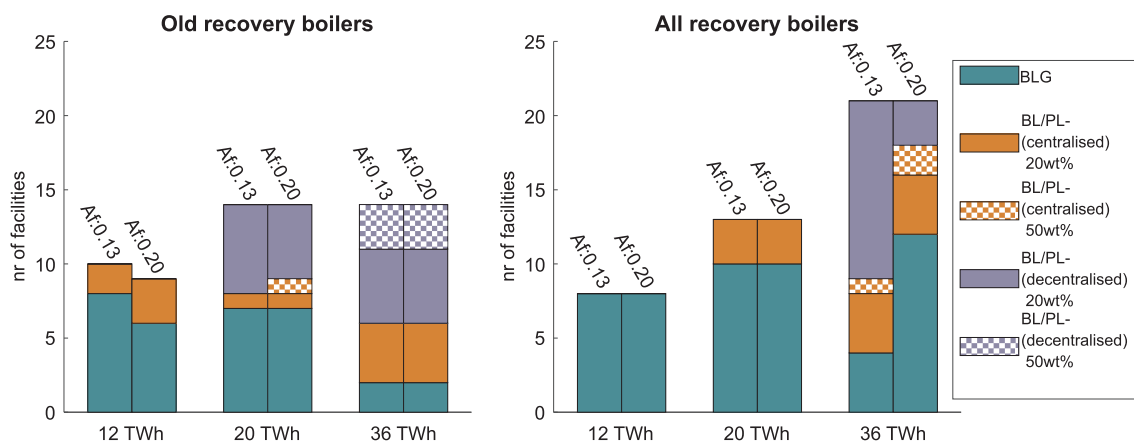 Old recovery boilers
25
20
15
10
5
0
nr of facilities
Af:0.13
Af:0.20
Af:0.13
Af:0.20
Af:0.13
Af:0.20
12 TWh
20 TWh
36 TWh
All recovery boilers
25
20
15
10
5
0
nr of facilities
Af:0.13
Af:0.20
Af:0.13
Af:0.20
Af:0.13
Af:0.20
12 TWh
20 TWh
36 TWh
BLG
BL/PL-
(centralised)
20wt%
BL/PL-
(centralised)
50wt%
BL/PL-
(decentralised)
20wt%
BL/PL-
(decentralised)
50wt%